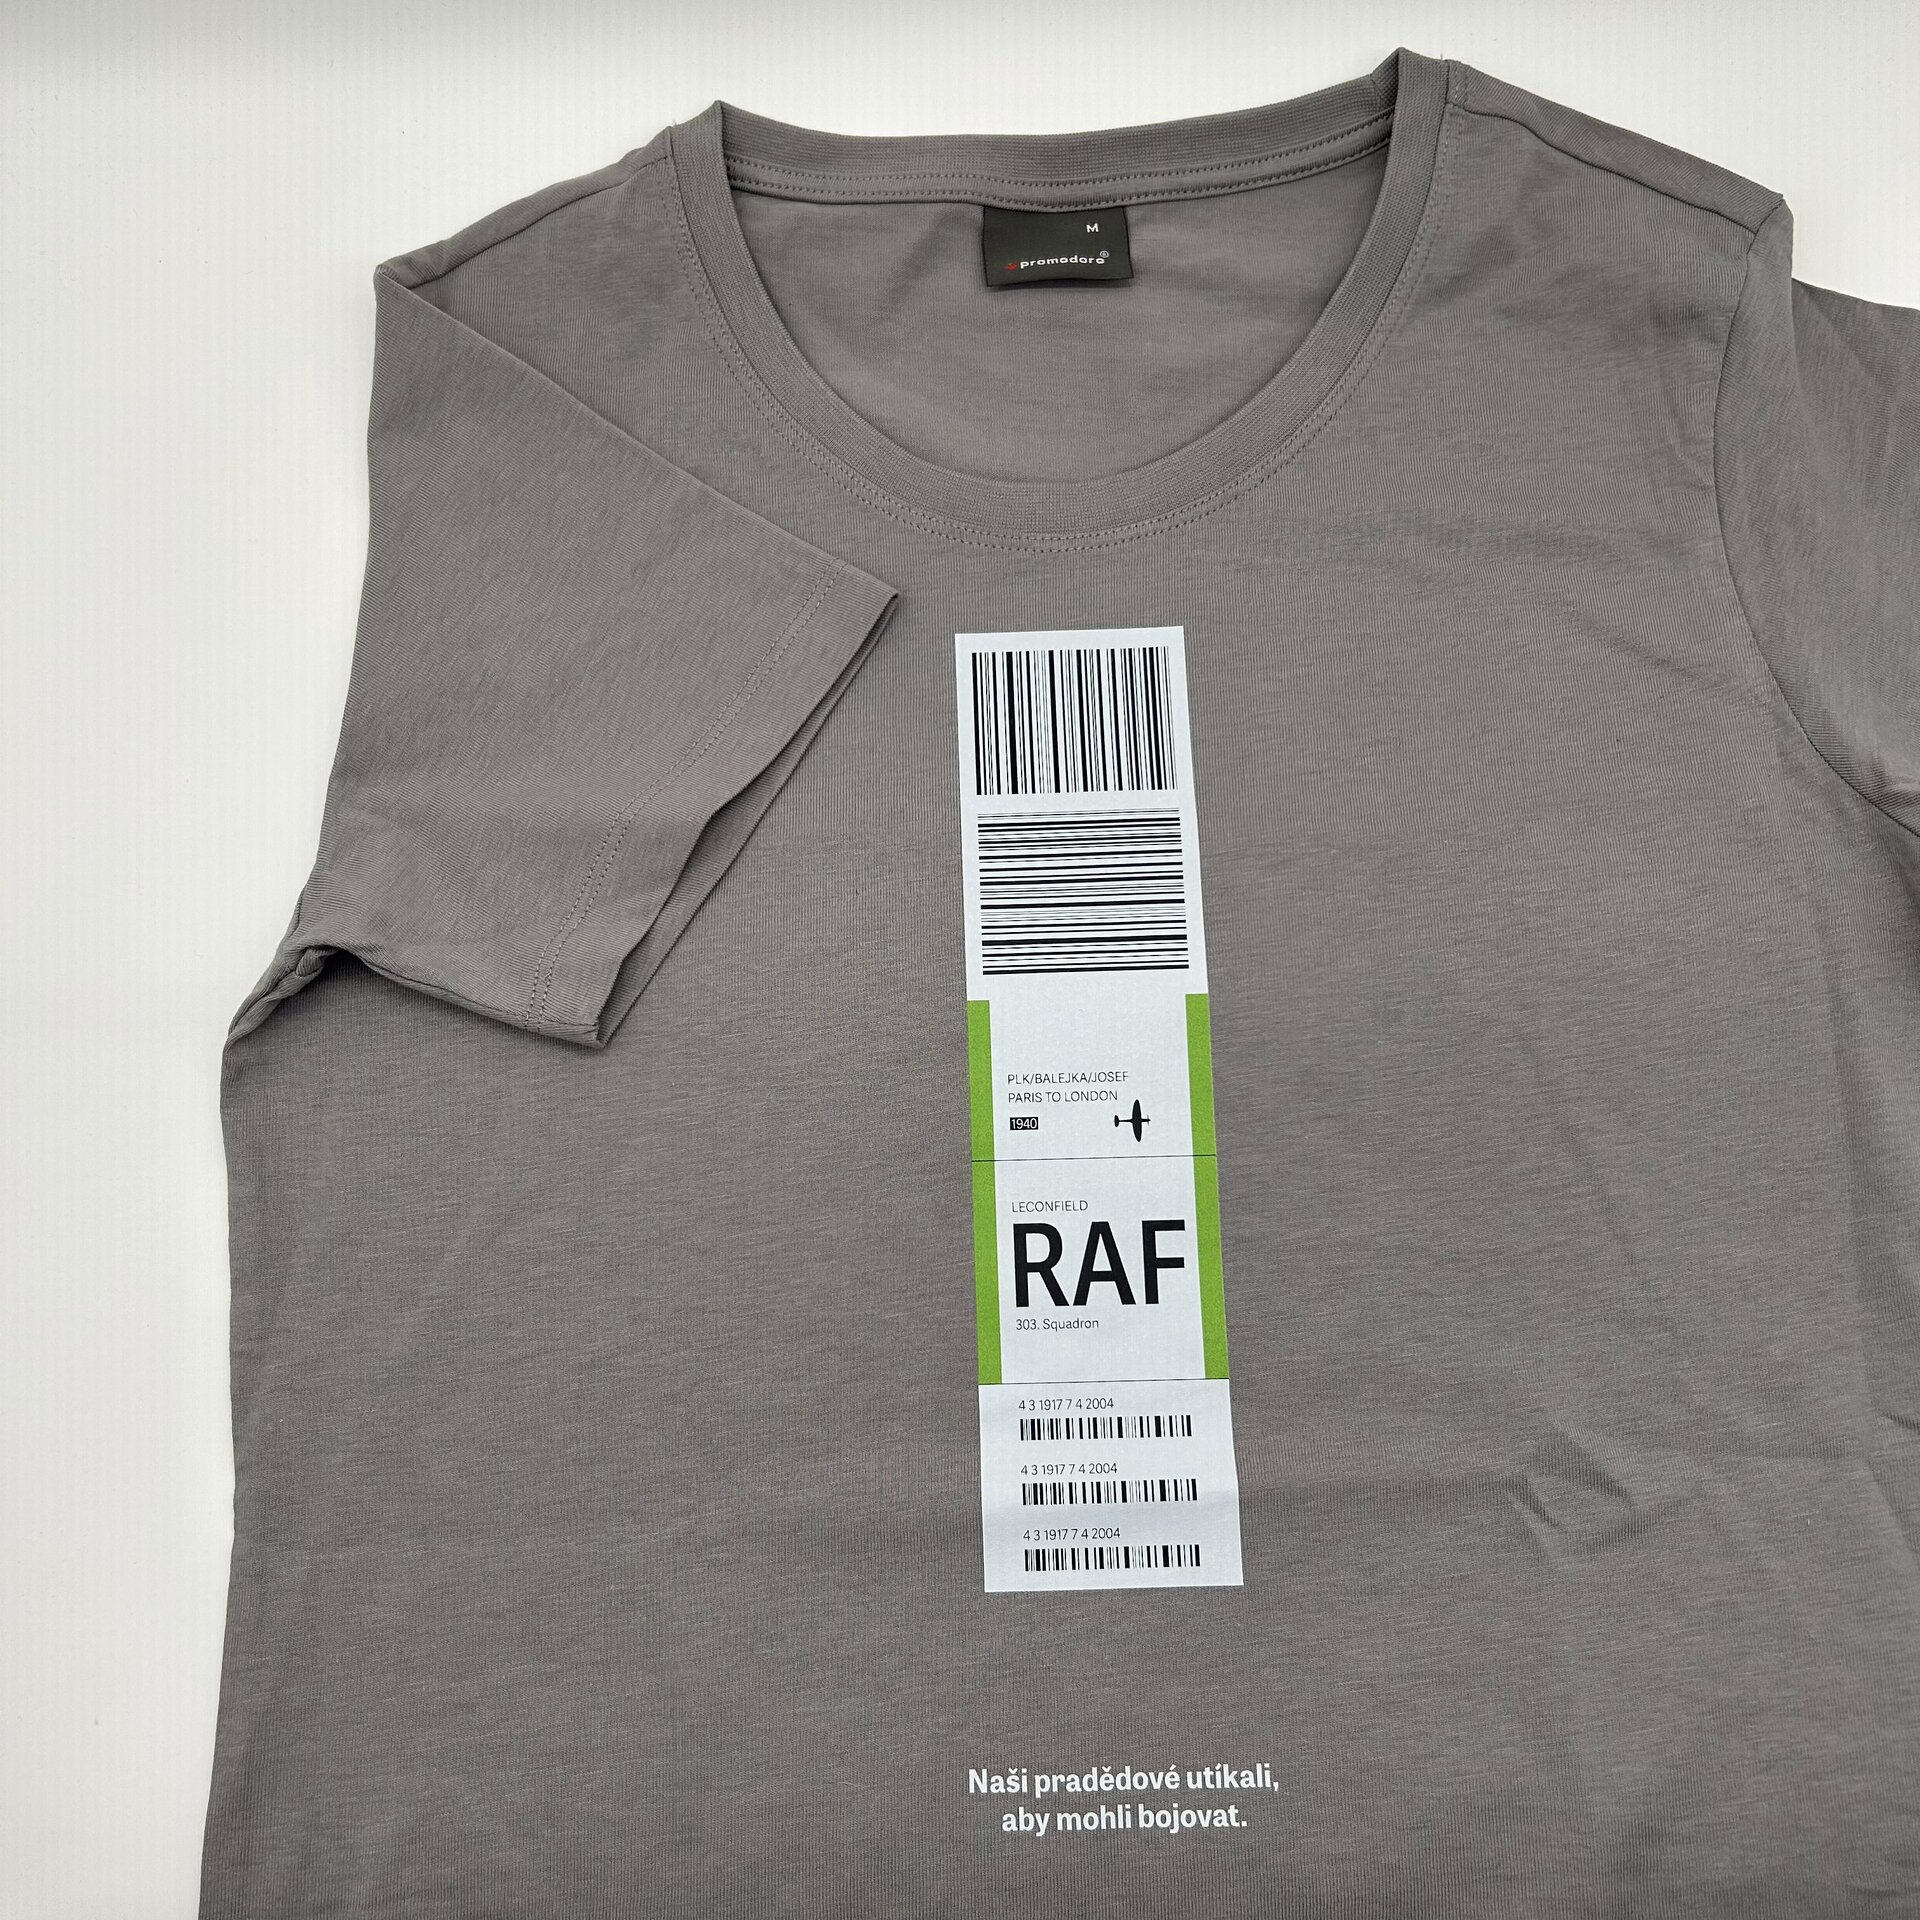 M
promodoro®
PLK/BALEJKA/JOSEF
PARIS TO LONDON
1940
LECONFIELD
RAF
303. Squadron
4 3 1917 7 4 2004
4 3 1917 7 4 2004
4 3 1917 7 4 2004
Naši pradědové utíkali,
aby mohli bojovat.